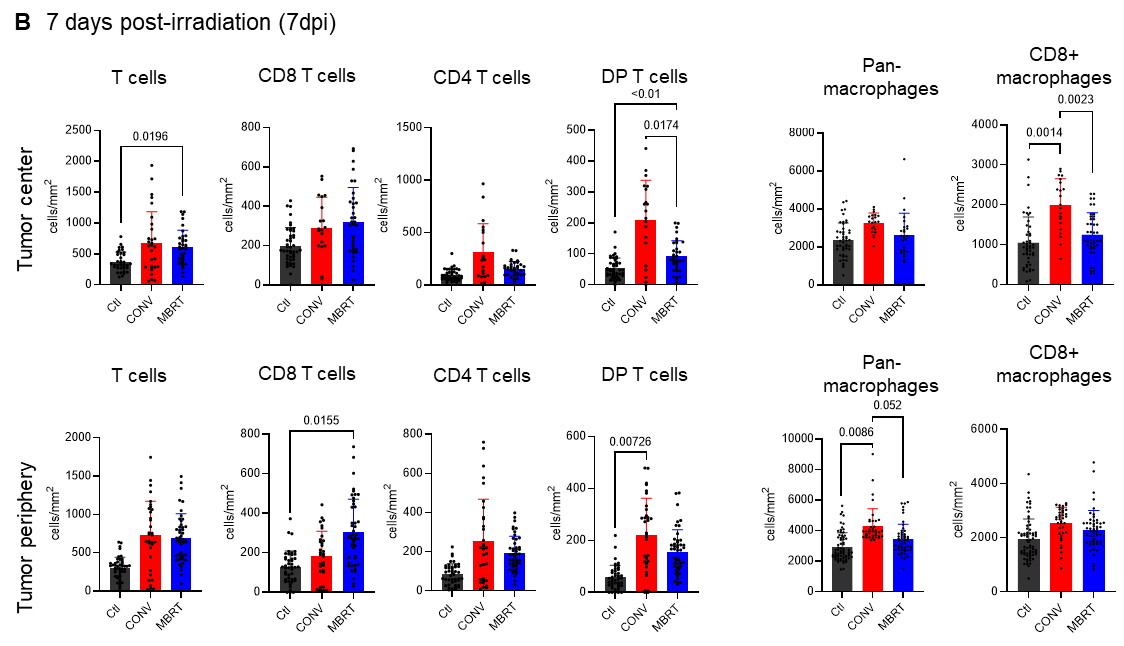 B 7 days post-irradiation (7dpi)
Tumor center
T cells
0.0196
2500
2000
1500
1000
500
0
cells/mm2
Ctl
CONV
MBRT
CD8 T cells
800
600
400
200
0
cells/mm2
Ctl
CONV
MBRT
CD4 T cells
1500
1000
500
0
cells/mm2
Ctl
CONV
MBRT
DP T cells
<0.01
0.0174
500
400
300
200
100
0
cells/mm2
Ctl
CONV
MBRT
Pan-
macrophages
8000
6000
4000
2000
0
cells/mm2
Ctl
CONV
MBRT
CD8+
macrophages
0.0023
0.0014
4000
3000
2000
1000
0
cells/mm2
Ctl
CONV
MBRT
Tumor periphery
T cells
2000
1500
1000
500
0
cells/mm2
Ctl
CONV
MBRT
CD8 T cells
0.0155
800
600
400
200
0
cells/mm2
Ctl
CONV
MBRT
CD4 T cells
800
600
400
200
0
cells/mm2
Ctl
CONV
MBRT
DP T cells
0.00726
600
400
200
0
cells/mm2
Ctl
CONV
MBRT
Pan-
macrophages
0.052
0.0086
10000
8000
6000
4000
2000
0
cells/mm2
Ctl
CONV
MBRT
CD8+
macrophages
6000
4000
2000
0
cells/mm2
Ctl
CONV
MBRT